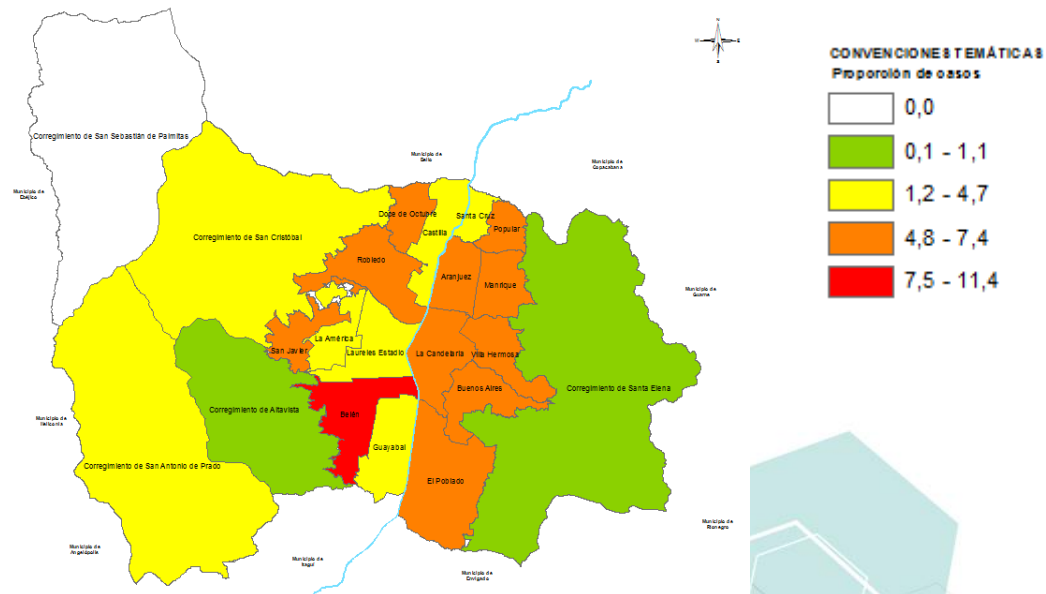 N
E
S
CONVENCIONES TEMÁTICAS
Proporción de casos
0,0
0,1 - 1,1
1,2 - 4,7
4,8 - 7,4
7,5 - 11,4
Corregimiento de San Sebastián de Palmitas
Municipio de
Bello
Municipio de
Copacabana
Municipio de
Ebéjico
Doce de Octubre
Santa Cruz
Castilla
Popular
Corregimiento de San Cristóbal
Robledo
Aranjuez
Manrique
Municipio de
Guarne
La América
San Javier
Laureles Estadio
La Candelaria
Villa Hermosa
Buenos Aires
Corregimiento de Santa Elena
Corregimiento de Altavista
Belén
Municipio de
Heliconia
Guayabal
Corregimiento de San Antonio de Prado
El Poblado
Municipio de
Rionegro
Municipio de
Angelópolis
Municipio de
Itagüí
Municipio de
Envigado